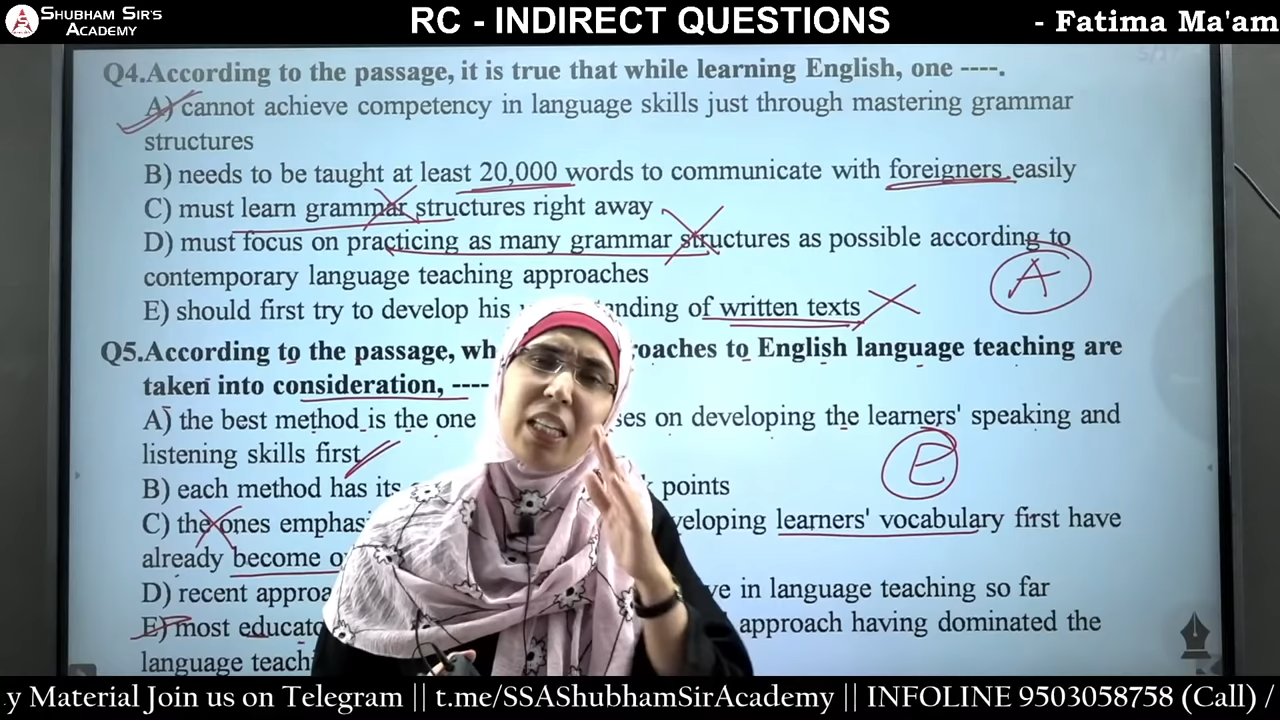 SHUBHAM SIR'S
ACADEMY
RC - INDIRECT QUESTIONS
- Fatima Ma'am
Q4.According to the passage, it is true that while learning English, one ----.
A) cannot achieve competency in language skills just through mastering grammar
structures
B) needs to be taught at least 20,000 words to communicate with foreigners easily
C) must learn grammar structures right away
D) must focus on practicing as many grammar structures as possible according to
contemporary language teaching approaches
A
E) should first try to develop his of written texts
Q5.According to the passage, to English language teaching are
taken into consideration, ----
A) the best method is the one on developing the learners' speaking and
listening skills first
E
B) each method has its points
C) the ones learners' vocabulary first have
already become
D) recent in language teaching so far
E) most approach having dominated the
language
y Material Join us on Telegram || t.me/SSAShubhamSirAcademy || INFOLINE 9503058758 (Call) /